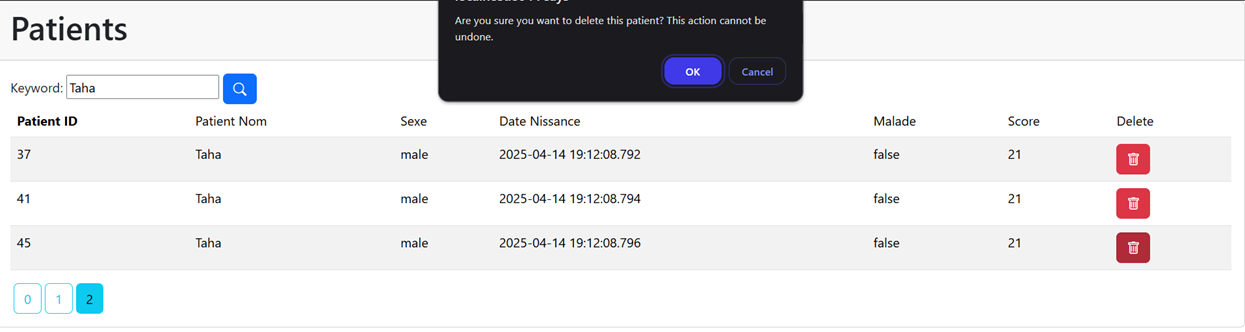 Patients
Are you sure you want to delete this patient? This action cannot be
undone.
OK Cancel
Keyword: Taha
Patient ID Patient Nom Sexe Date Nissance Malade Score Delete
37 Taha male 2025-04-14 19:12:08.792 false 21
41 Taha male 2025-04-14 19:12:08.794 false 21
45 Taha male 2025-04-14 19:12:08.796 false 21
0 1 2